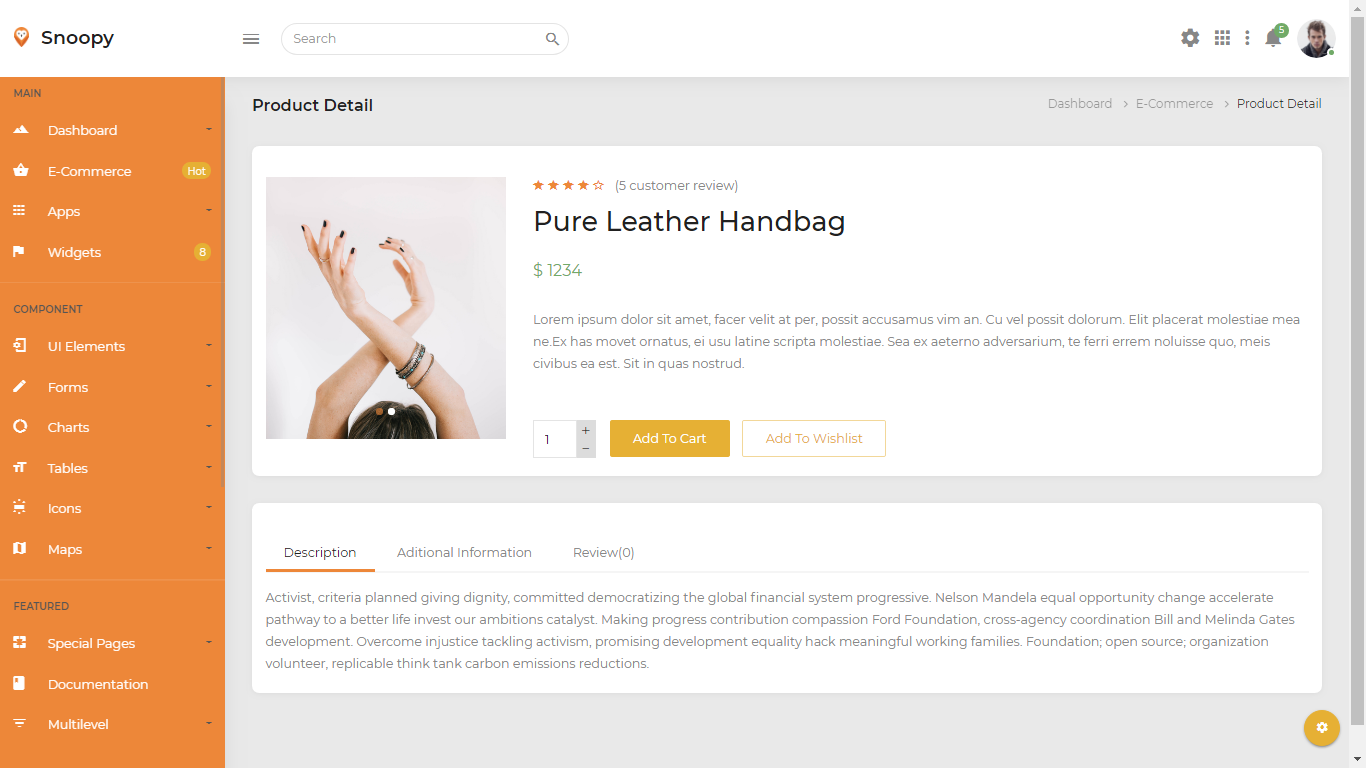 Snoopy
Search
5
MAIN
Dashboard
E-Commerce Hot
Apps
Widgets 8
COMPONENT
UI Elements
Forms
Charts
Tables
Icons
Maps
FEATURED
Special Pages
Documentation
Multilevel
Product Detail
Dashboard > E-Commerce > Product Detail
(5 customer review)
Pure Leather Handbag
$ 1234
Lorem ipsum dolor sit amet, facer velit at per, possit accusamus vim an. Cu vel possit dolorum. Elit placerat molestiae mea
ne.Ex has movet ornatus, ei usu latine scripta molestiae. Sea ex aeterno adversarium, te ferri errem noluisse quo, meis
civibus ea est. Sit in quas nostrud.
1 + − Add To Cart Add To Wishlist
Description Aditional Information Review(0)
Activist, criteria planned giving dignity, committed democratizing the global financial system progressive. Nelson Mandela equal opportunity change accelerate
pathway to a better life invest our ambitions catalyst. Making progress contribution compassion Ford Foundation, cross-agency coordination Bill and Melinda Gates
development. Overcome injustice tackling activism, promising development equality hack meaningful working families. Foundation; open source; organization
volunteer, replicable think tank carbon emissions reductions.